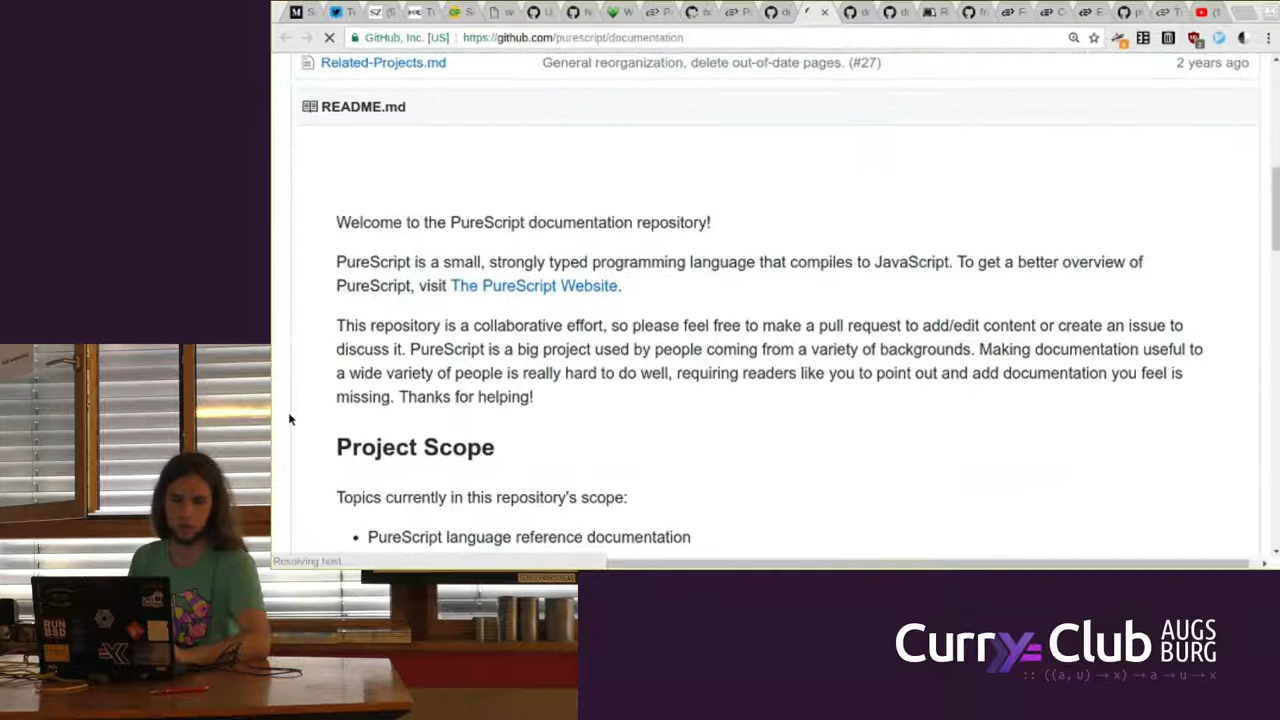 GitHub, Inc. [US]
https://github.com/purescript/documentation
Related-Projects.md
General reorganization, delete out-of-date pages. (#27)
2 years ago
README.md
Welcome to the PureScript documentation repository!
PureScript is a small, strongly typed programming language that compiles to JavaScript. To get a better overview of
PureScript, visit The PureScript Website.
This repository is a collaborative effort, so please feel free to make a pull request to add/edit content or create an issue to
discuss it. PureScript is a big project used by people coming from a variety of backgrounds. Making documentation useful to
a wide variety of people is really hard to do well, requiring readers like you to point out and add documentation you feel is
missing. Thanks for helping!
Project Scope
Topics currently in this repository's scope:
• PureScript language reference documentation
Resolving host
RUN
BSD
Curry Club
AUGS
BURG
:: ((a, u) → x) → a → u → x